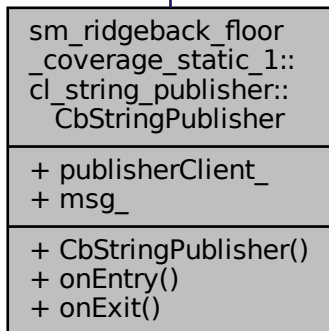 sm_ridgeback_floor
_coverage_static_1::
cl_string_publisher::
CbStringPublisher
+ publisherClient_
+ msg_
+ CbStringPublisher()
+ onEntry()
+ onExit()